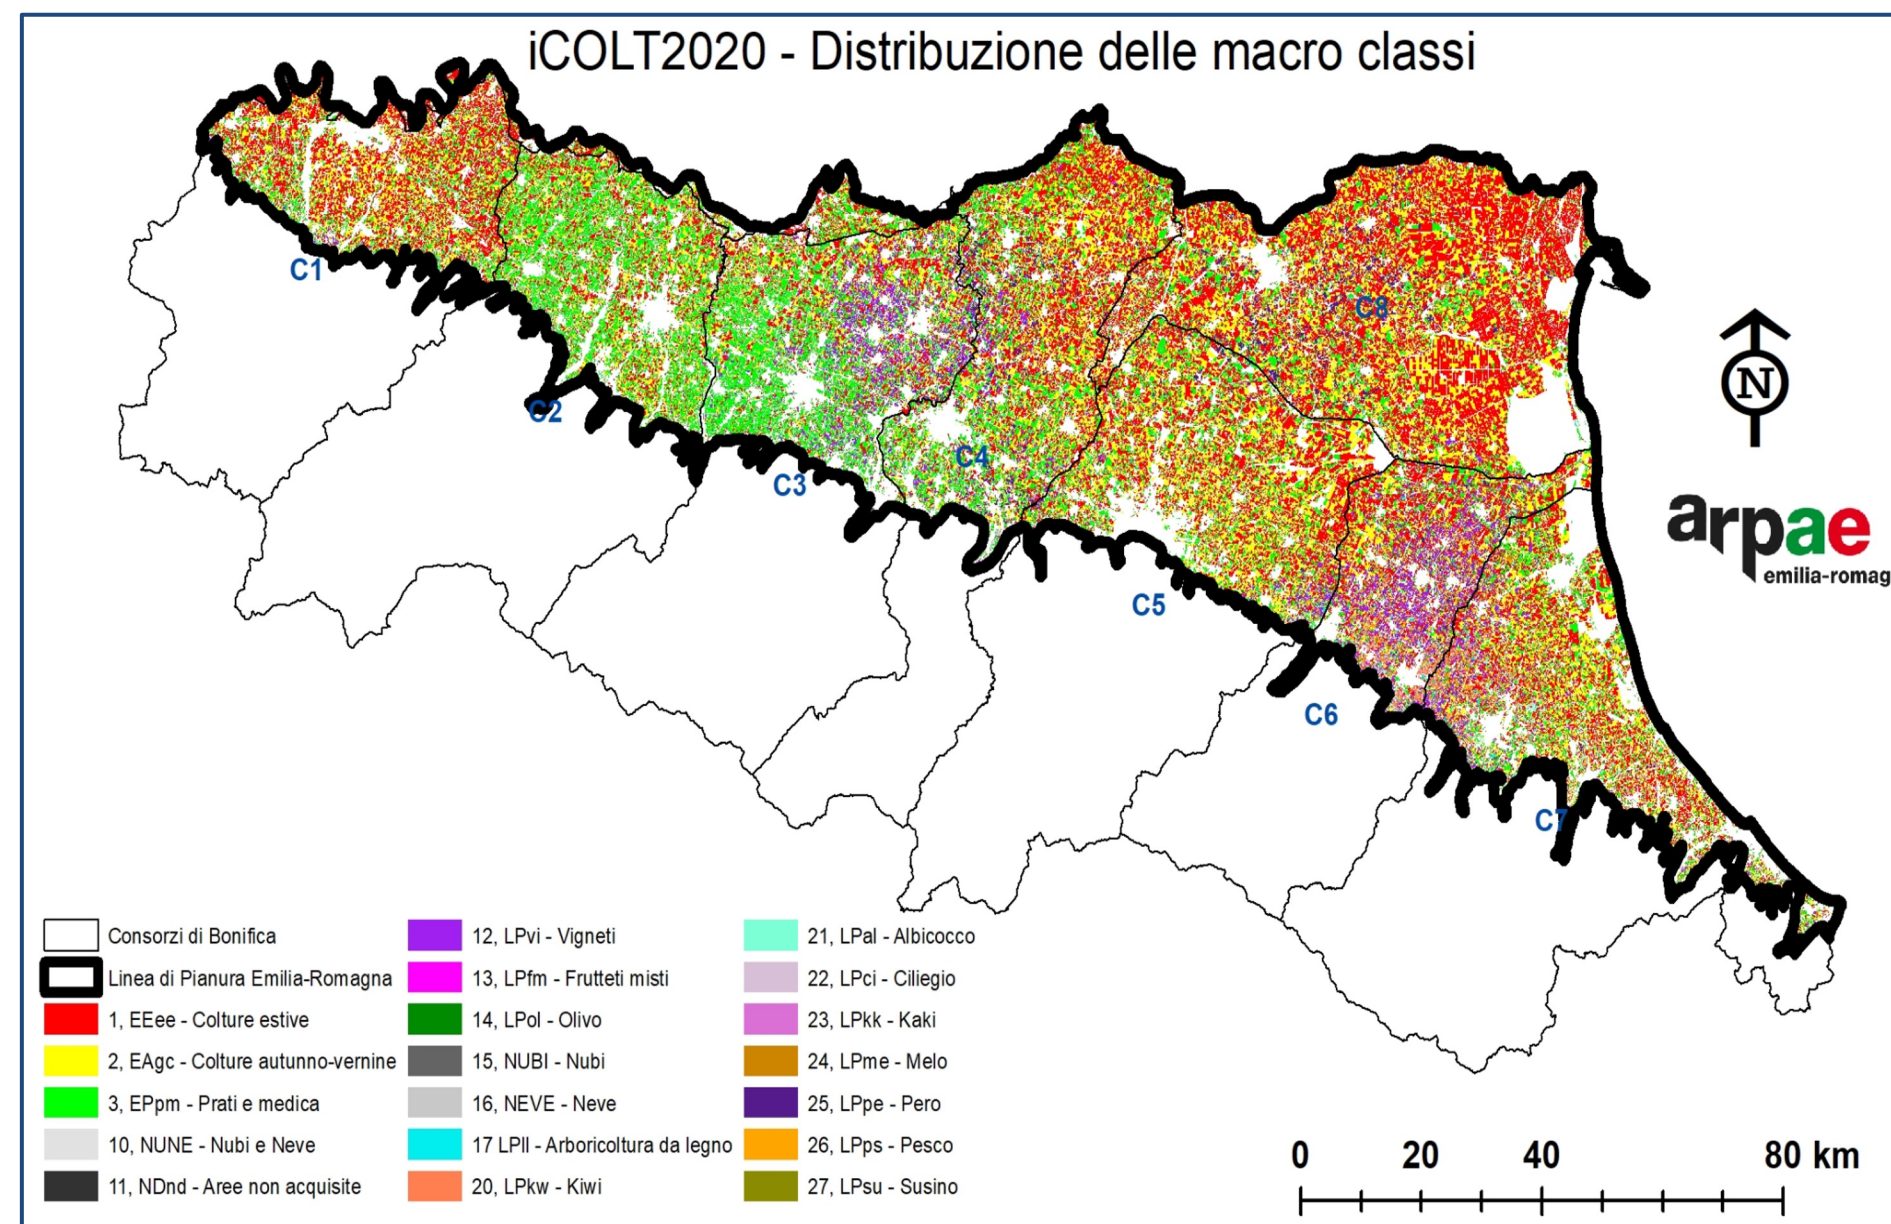 iCOLT2020 - Distribuzione delle macro classi
C1
C2
C3
C4
C5
C6
C7
C8
N
arpae
emilia-romag
Consorzi di Bonifica
Linea di Pianura Emilia-Romagna
1, EEee - Colture estive
2, EAgc - Colture autunno-vernine
3, EPpm - Prati e medica
10, NUNE - Nubi e Neve
11, NDnd - Aree non acquisite
12, LPvi - Vigneti
13, LPfm - Frutteti misti
14, LPol - Olivo
15, NUBI - Nubi
16, NEVE - Neve
17 LPll - Arboricoltura da legno
20, LPkw - Kiwi
21, LPal - Albicocco
22, LPci - Ciliegio
23, LPkk - Kaki
24, LPme - Melo
25, LPpe - Pero
26, LPps - Pesco
27, LPsu - Susino
0 20 40 80 km